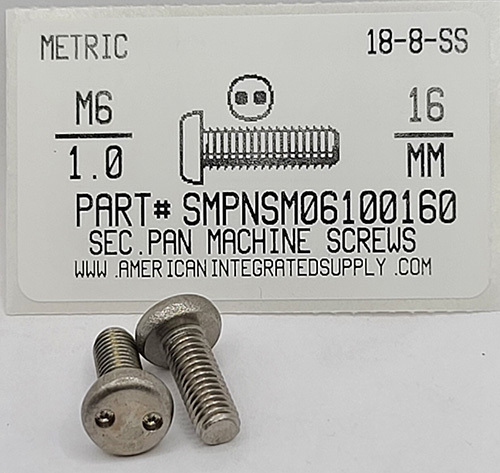 METRIC 18-8-SS
M6 16
1.0 MM
PART# SMPNSM06100160
SEC.PAN MACHINE SCREWS
WWW.AMERICANINTEGRATEDSUPPLY.COM